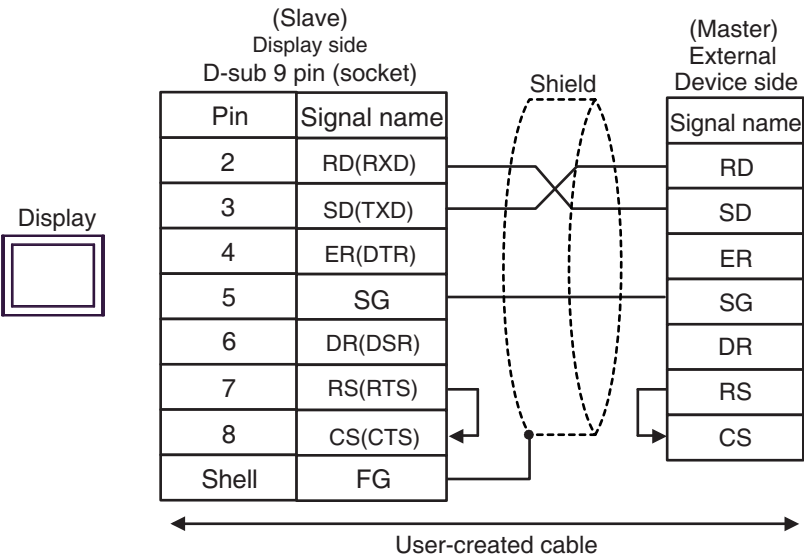 (Slave)
Display side
D-sub 9 pin (socket)
(Master)
External
Device side
Shield
Pin Signal name
Signal name
2 RD(RXD) RD
3 SD(TXD) SD
Display
4 ER(DTR) ER
5 SG SG
6 DR(DSR) DR
7 RS(RTS) RS
8 CS(CTS) CS
Shell FG
User-created cable